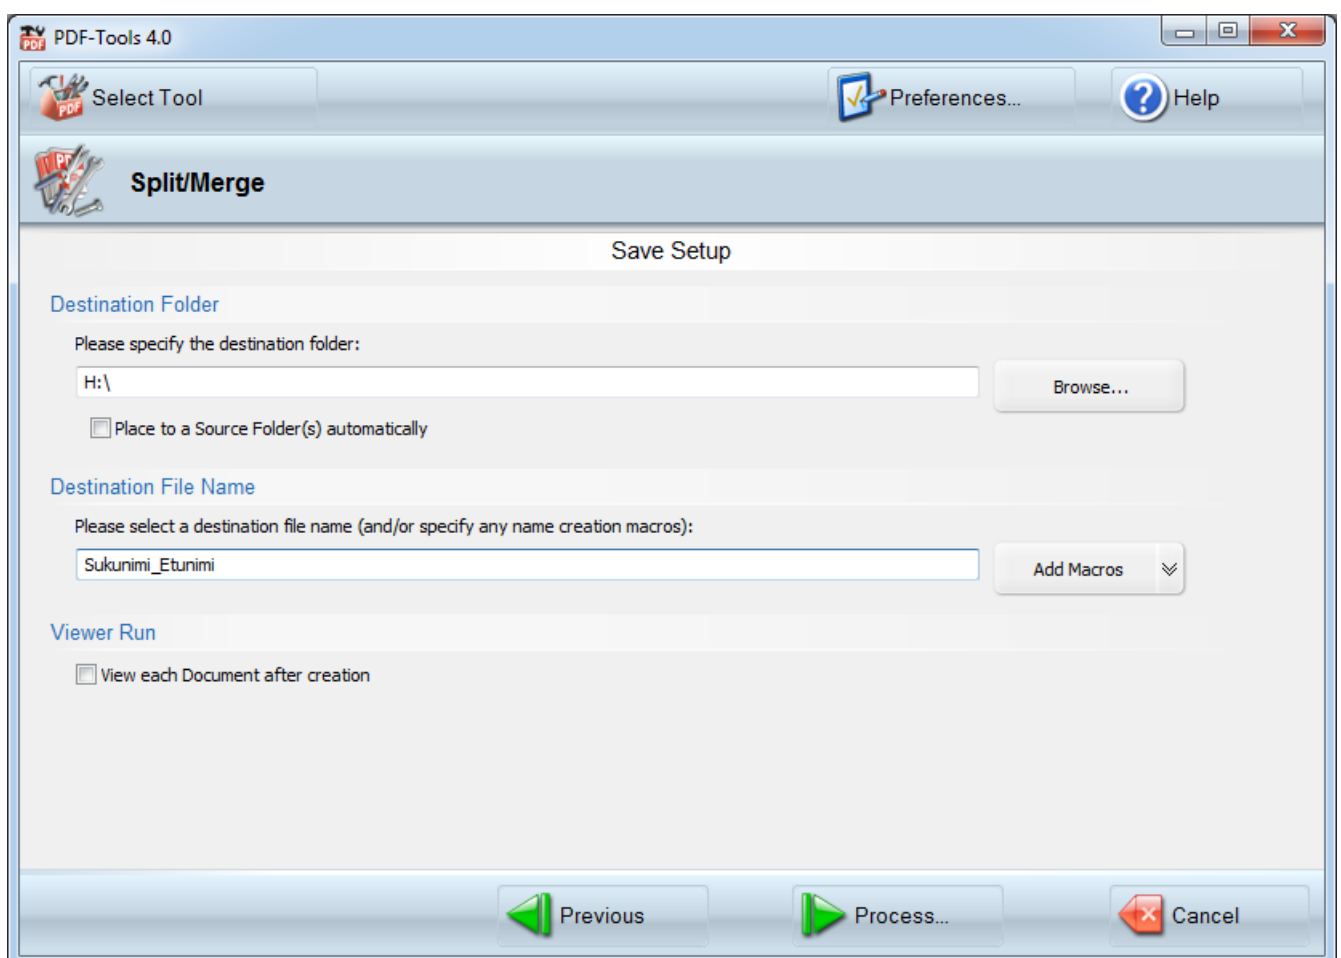 PDF-Tools 4.0
Select Tool
Preferences...
Help
Split/Merge
Save Setup
Destination Folder
Please specify the destination folder:
H:\
Browse...
Place to a Source Folder(s) automatically
Destination File Name
Please select a destination file name (and/or specify any name creation macros):
Sukunimi_Etunimi
Add Macros
Viewer Run
View each Document after creation
Previous
Process...
Cancel